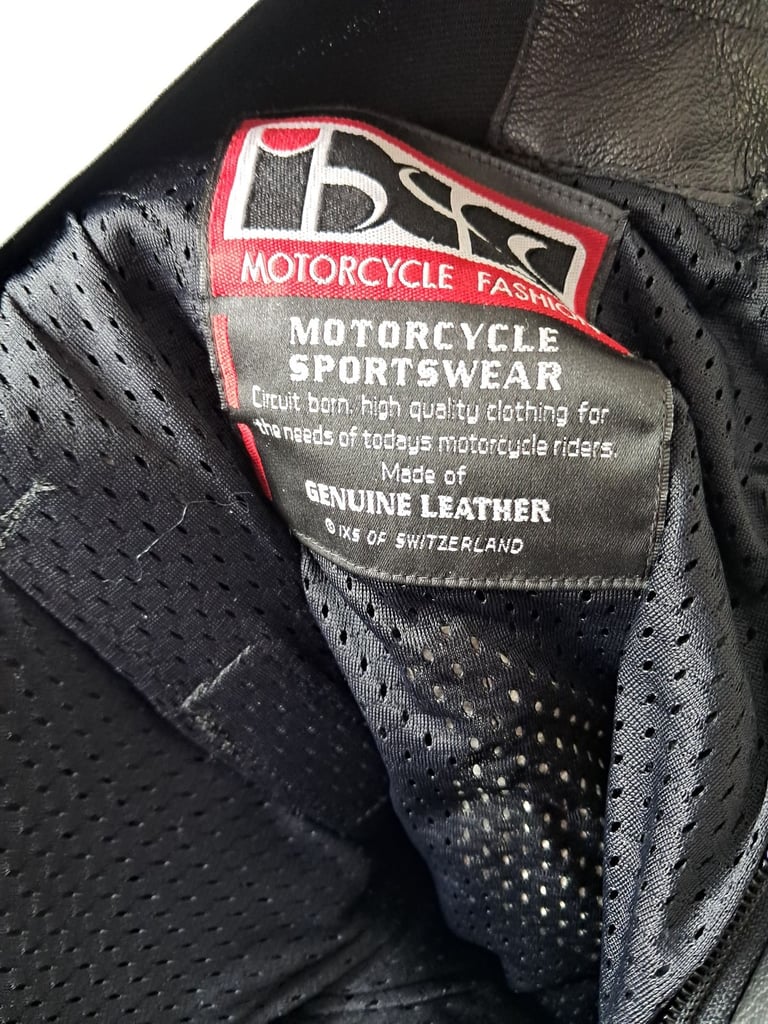 ixs
MOTORCYCLE FASHION
MOTORCYCLE
SPORTSWEAR
Circuit born, high quality clothing for
the needs of todays motorcycle riders.
Made of
GENUINE LEATHER
® IXS OF SWITZERLAND